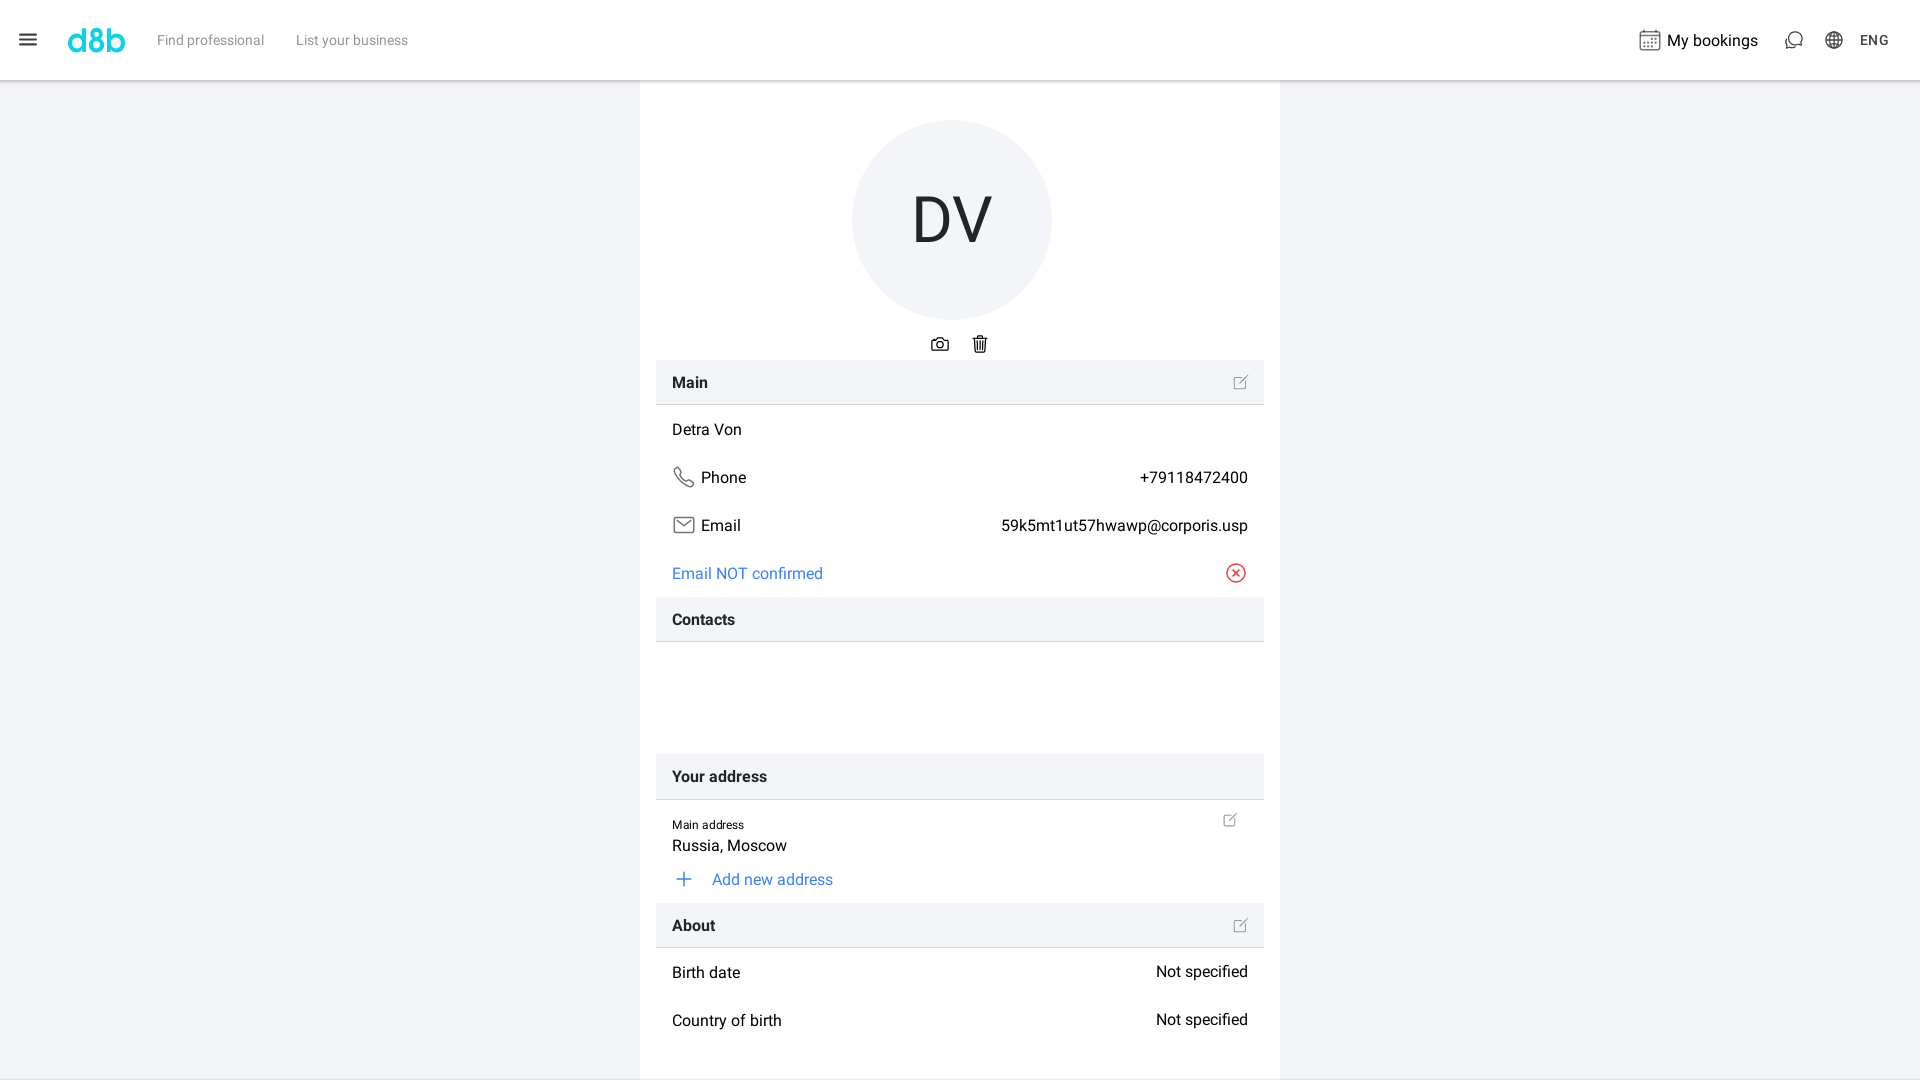 d8b
Find professional
List your business
My bookings
ENG
DV
Main
Detra Von
Phone
+79118472400
Email
59k5mt1ut57hwawp@corporis.usp
Email NOT confirmed
Contacts
Your address
Main address
Russia, Moscow
Add new address
About
Birth date
Not specified
Country of birth
Not specified